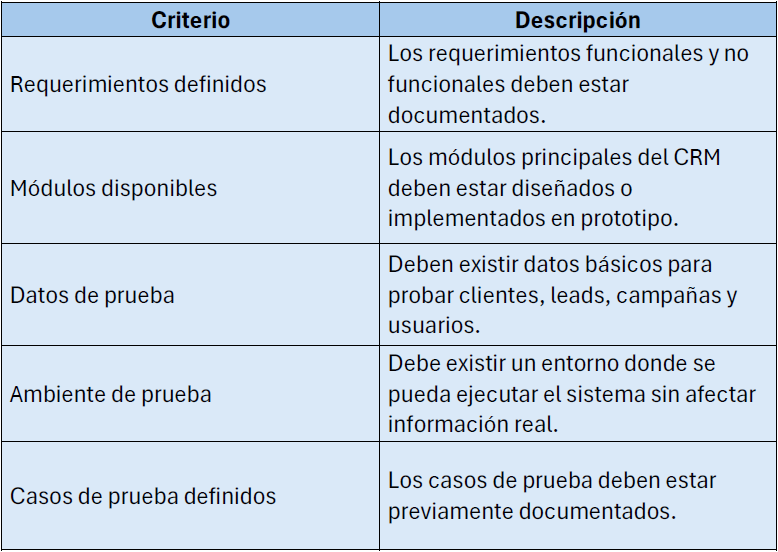 Criterio
Descripción
Requerimientos definidos
Los requerimientos funcionales y no
funcionales deben estar
documentados.
Módulos disponibles
Los módulos principales del CRM
deben estar diseñados o
implementados en prototipo.
Datos de prueba
Deben existir datos básicos para
probar clientes, leads, campañas y
usuarios.
Ambiente de prueba
Debe existir un entorno donde se
pueda ejecutar el sistema sin afectar
información real.
Casos de prueba definidos
Los casos de prueba deben estar
previamente documentados.